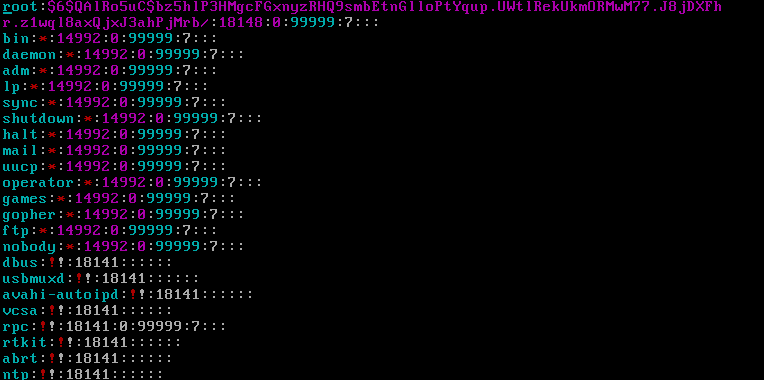 root:$6$QAlRo5uC$bz5hlP3HMgcFGxnyzRHQ9smbEtnGlloPtYqup.UWtlRekUkmORMwM77.J8jDXFh
r.z1wql8axQjxJ3ahPjMrb/:18148:0:99999:7:::
bin:*:14992:0:99999:7:::
daemon:*:14992:0:99999:7:::
adm:*:14992:0:99999:7:::
lp:*:14992:0:99999:7:::
sync:*:14992:0:99999:7:::
shutdown:*:14992:0:99999:7:::
halt:*:14992:0:99999:7:::
mail:*:14992:0:99999:7:::
uucp:*:14992:0:99999:7:::
operator:*:14992:0:99999:7:::
games:*:14992:0:99999:7:::
gopher:*:14992:0:99999:7:::
ftp:*:14992:0:99999:7:::
nobody:*:14992:0:99999:7:::
dbus:!!:18141::::::
usbmuxd:!!:18141::::::
avahi-autoipd:!!:18141::::::
vcsa:!!:18141::::::
rpc:!!:18141:0:99999:7:::
rtkit:!!:18141::::::
abrt:!!:18141::::::
ntp:!!:18141::::::